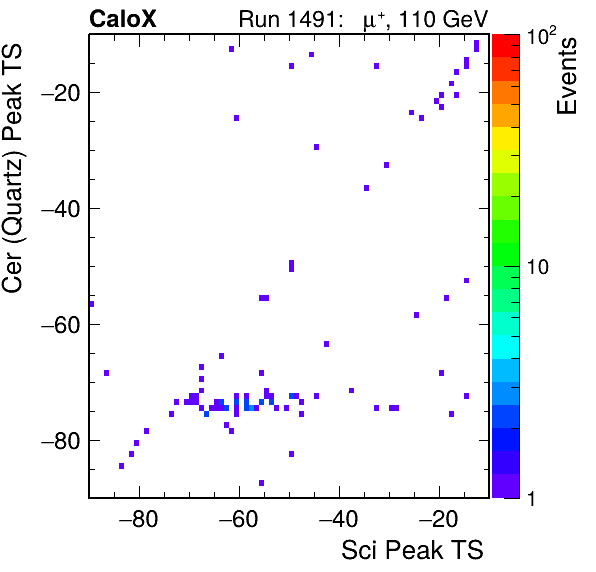 CaloX Run 1491: μ⁺, 110 GeV
Cer (Quartz) Peak TS
−20
−40
−60
−80
−80 −60 −40 −20
Sci Peak TS
10²
10
1
Events